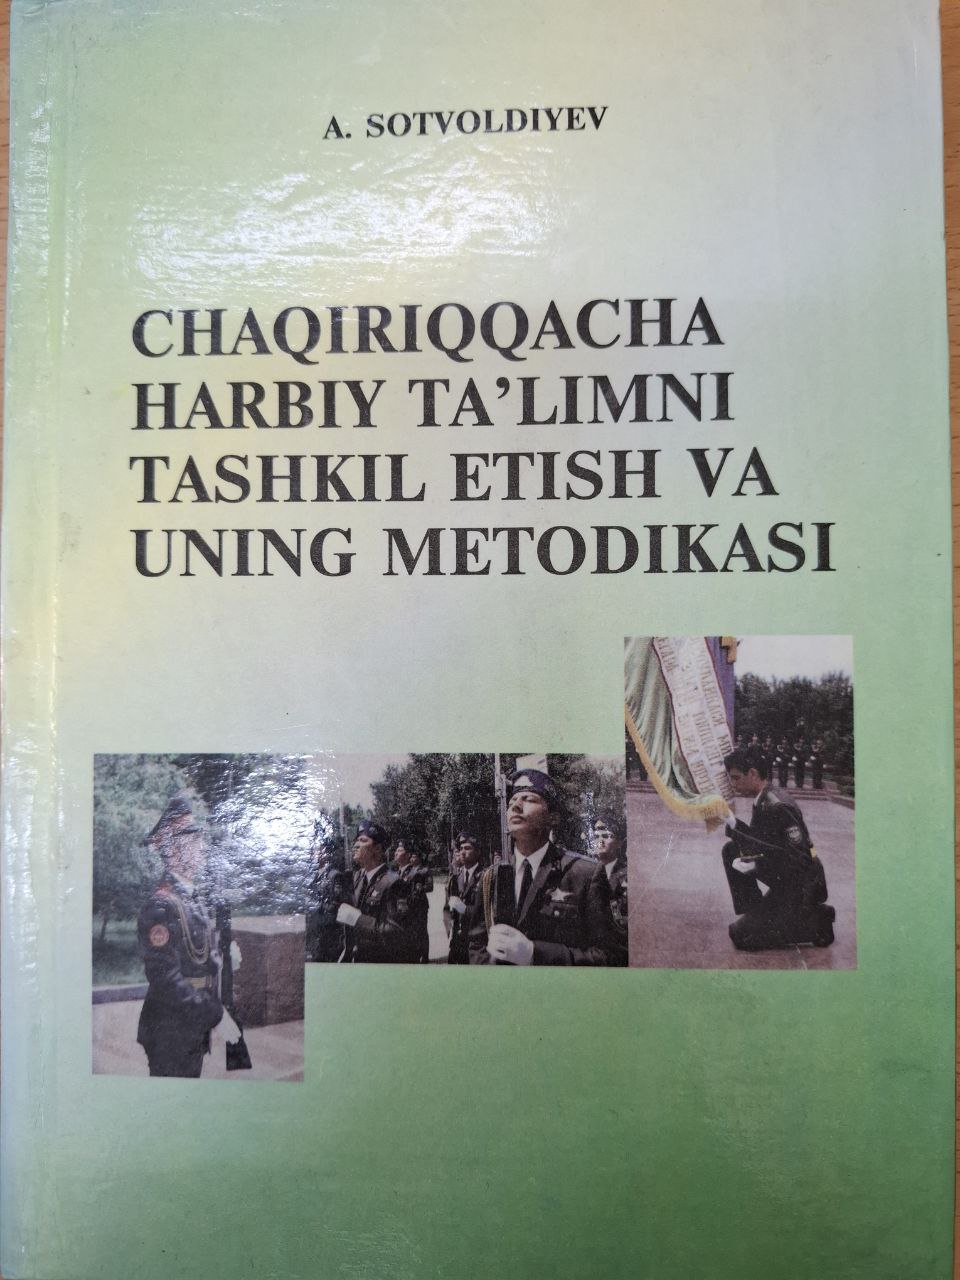 A. SOTVOLDIYEV
CHAQIRIQQACHA
HARBIY TA’LIMNI
TASHKIL ETISH VA
UNING METODIKASI